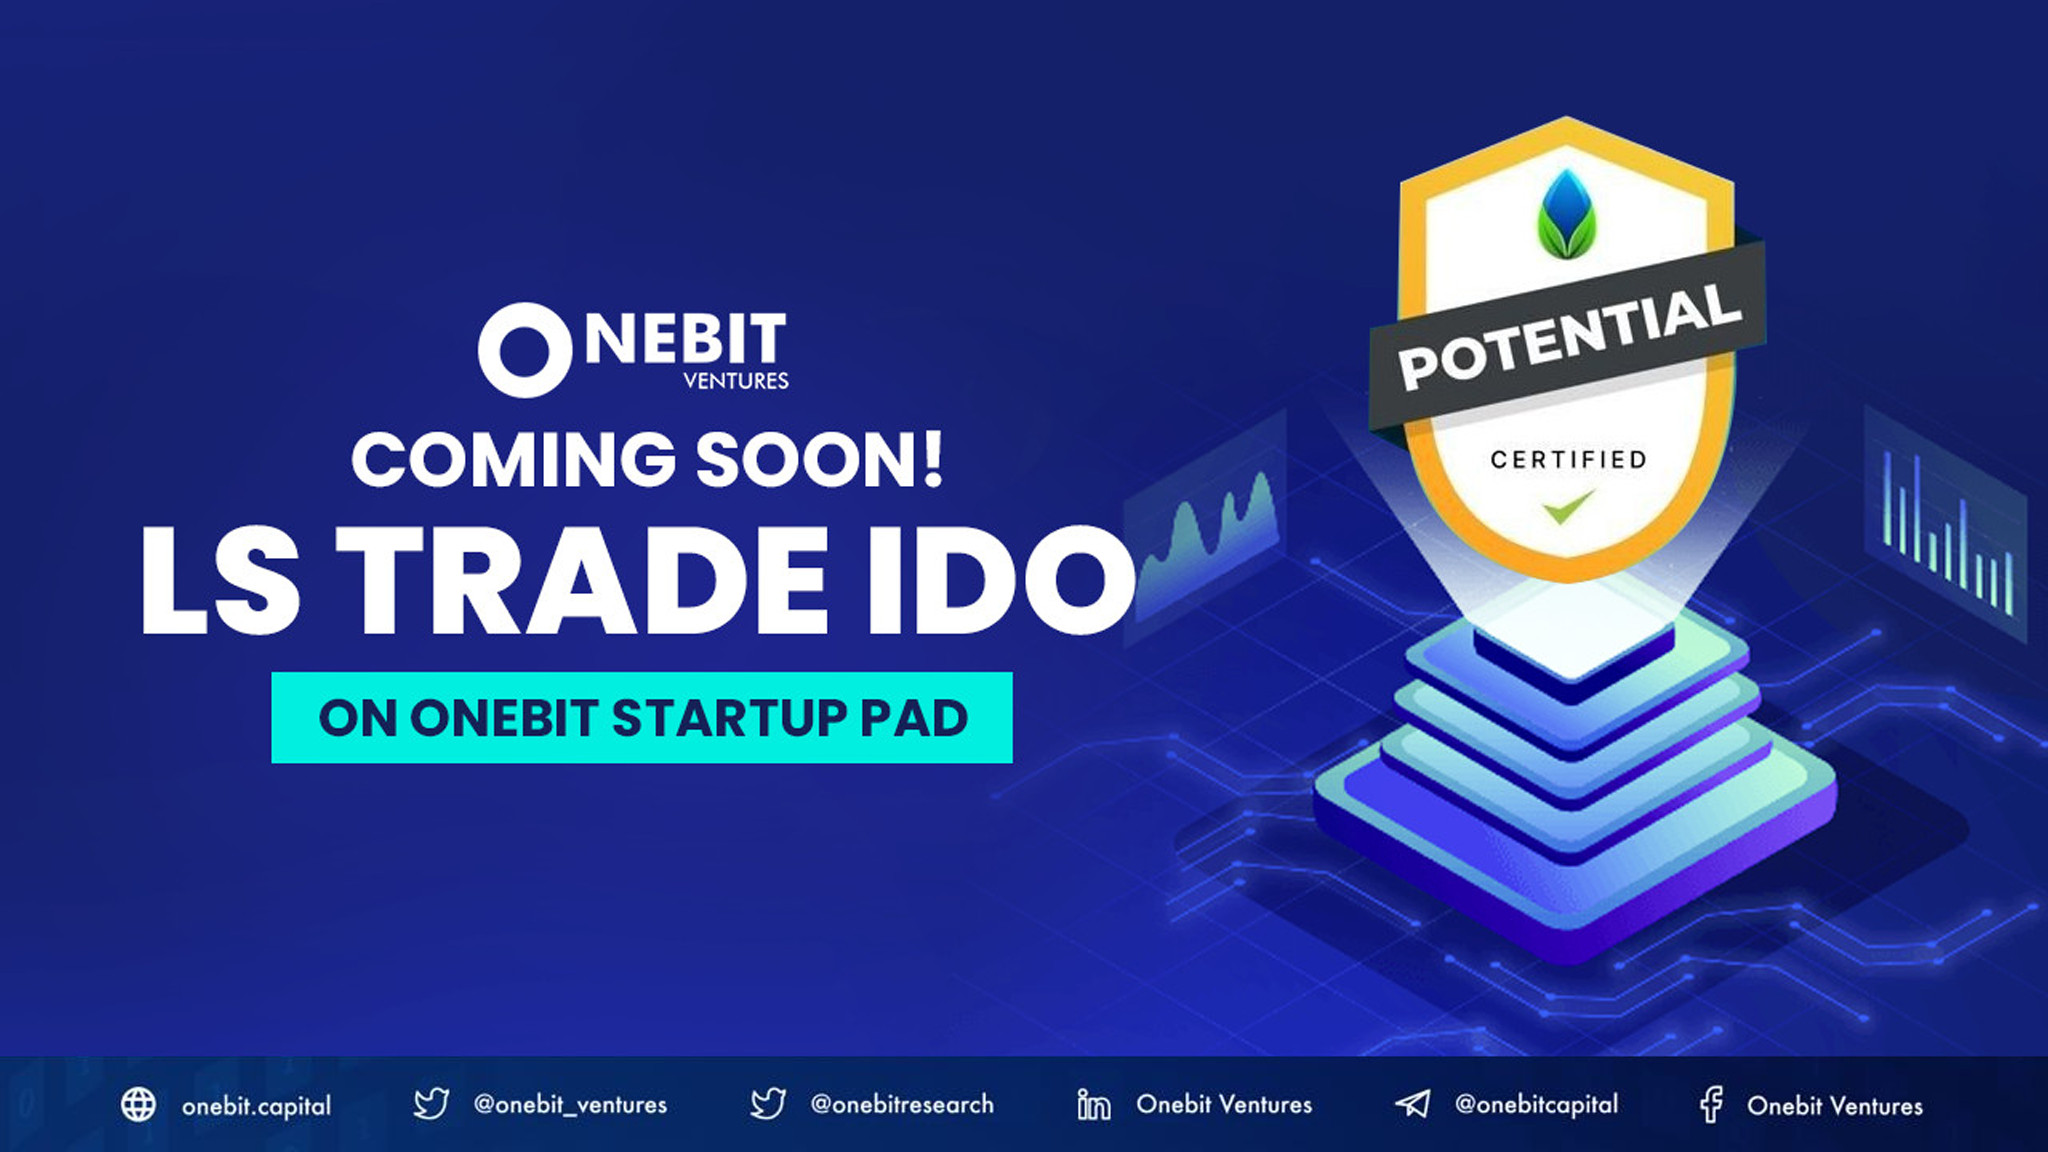 ONEBIT
VENTURES
COMING SOON!
LS TRADE IDO
ON ONEBIT STARTUP PAD
POTENTIAL
CERTIFIED
onebit.capital
@onebit_ventures
@onebitresearch
Onebit Ventures
@onebitcapital
Onebit Ventures